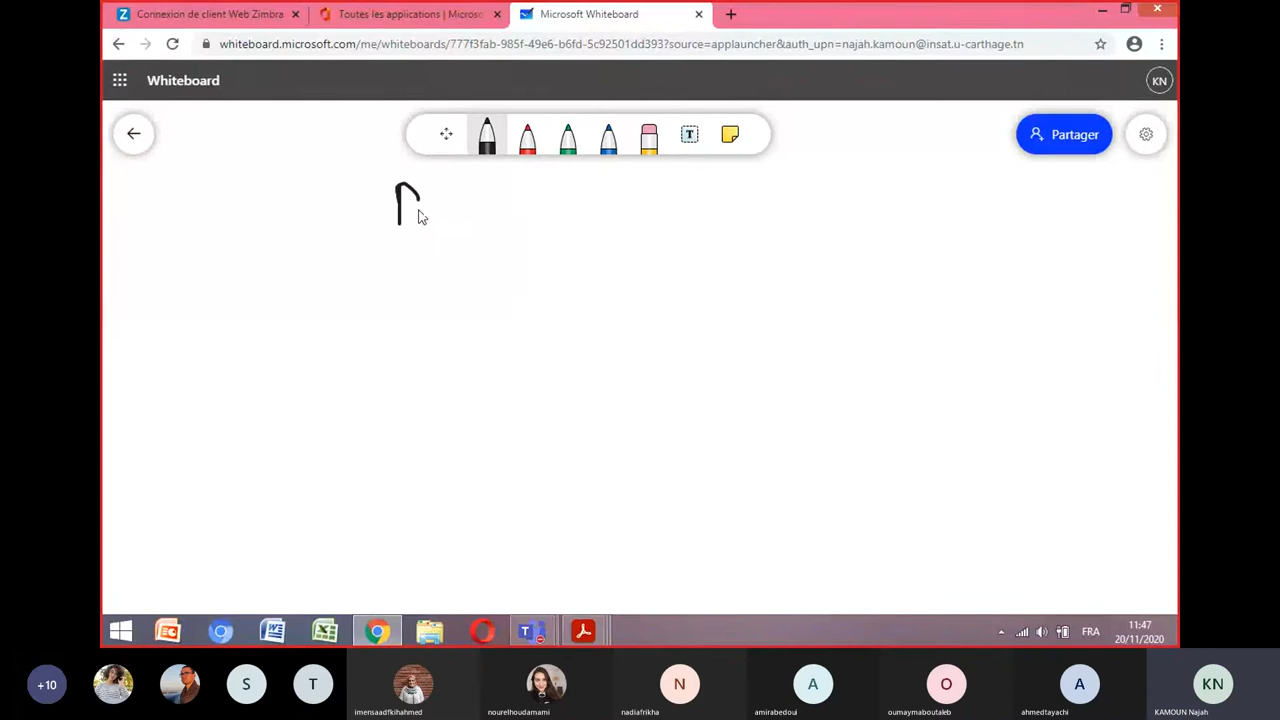 Connexion de client Web Zimbra
Toutes les applications | Micros
Microsoft Whiteboard
whiteboard.microsoft.com/me/whiteboards/777f3fab-985f-49e6-b6fd-5c92501dd393?source=applauncher&auth_upn=najah.kamoun@insat.u-carthage.tn
Whiteboard
KN
T
Partager
FRA
11:47
20/11/2020
+10
S
T
N
A
O
A
KN
imensaadfkihahmed
nourelhoudamami
nadiafrikha
amirabedoui
oumaymaboutaleb
ahmedtayachi
KAMOUN Najah